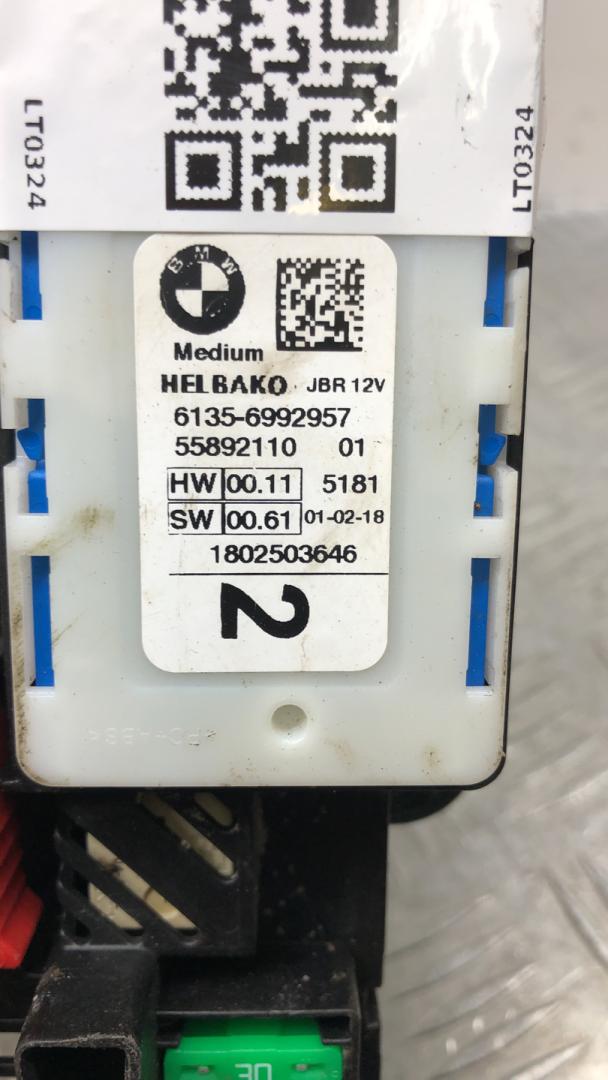 LT0324
LT0324
BMW
Medium
HELBAKO JBR 12V
6135-6992957
55892110 01
HW 00.11 5181
SW 00.61 01-02-18
1802503646
2
30